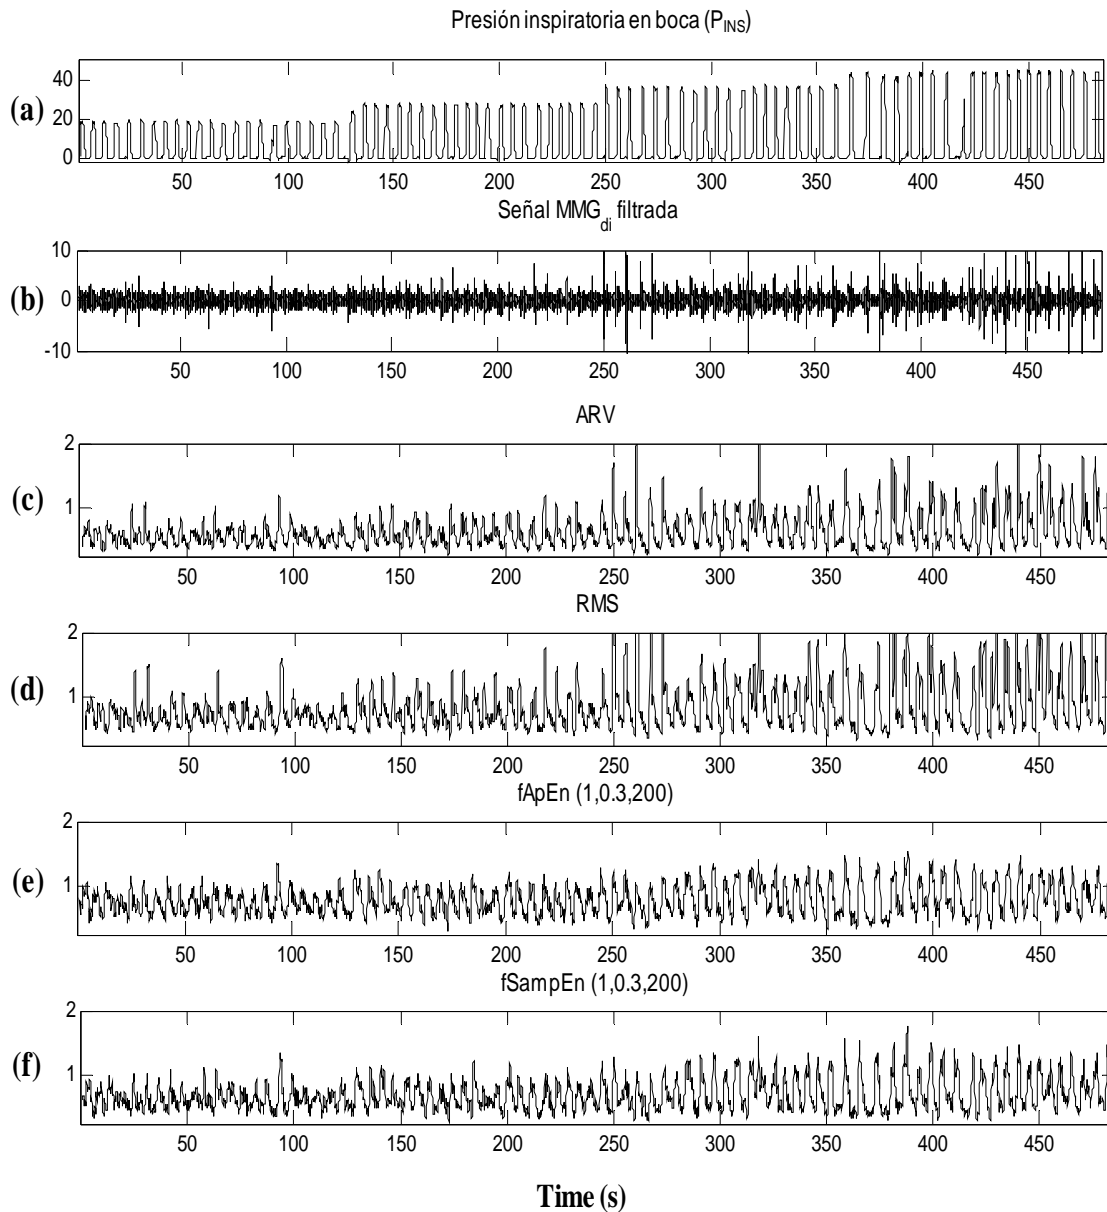 Presión inspiratoria en boca (P_INS)
(a)
40
20
0
50 100 150 200 250 300 350 400 450
Señal MMG_di filtrada
(b)
10
0
-10
50 100 150 200 250 300 350 400 450
ARV
(c)
2
1
50 100 150 200 250 300 350 400 450
RMS
(d)
2
1
50 100 150 200 250 300 350 400 450
fApEn (1,0.3,200)
(e)
2
1
50 100 150 200 250 300 350 400 450
fSampEn (1,0.3,200)
(f)
2
1
50 100 150 200 250 300 350 400 450
Time (s)